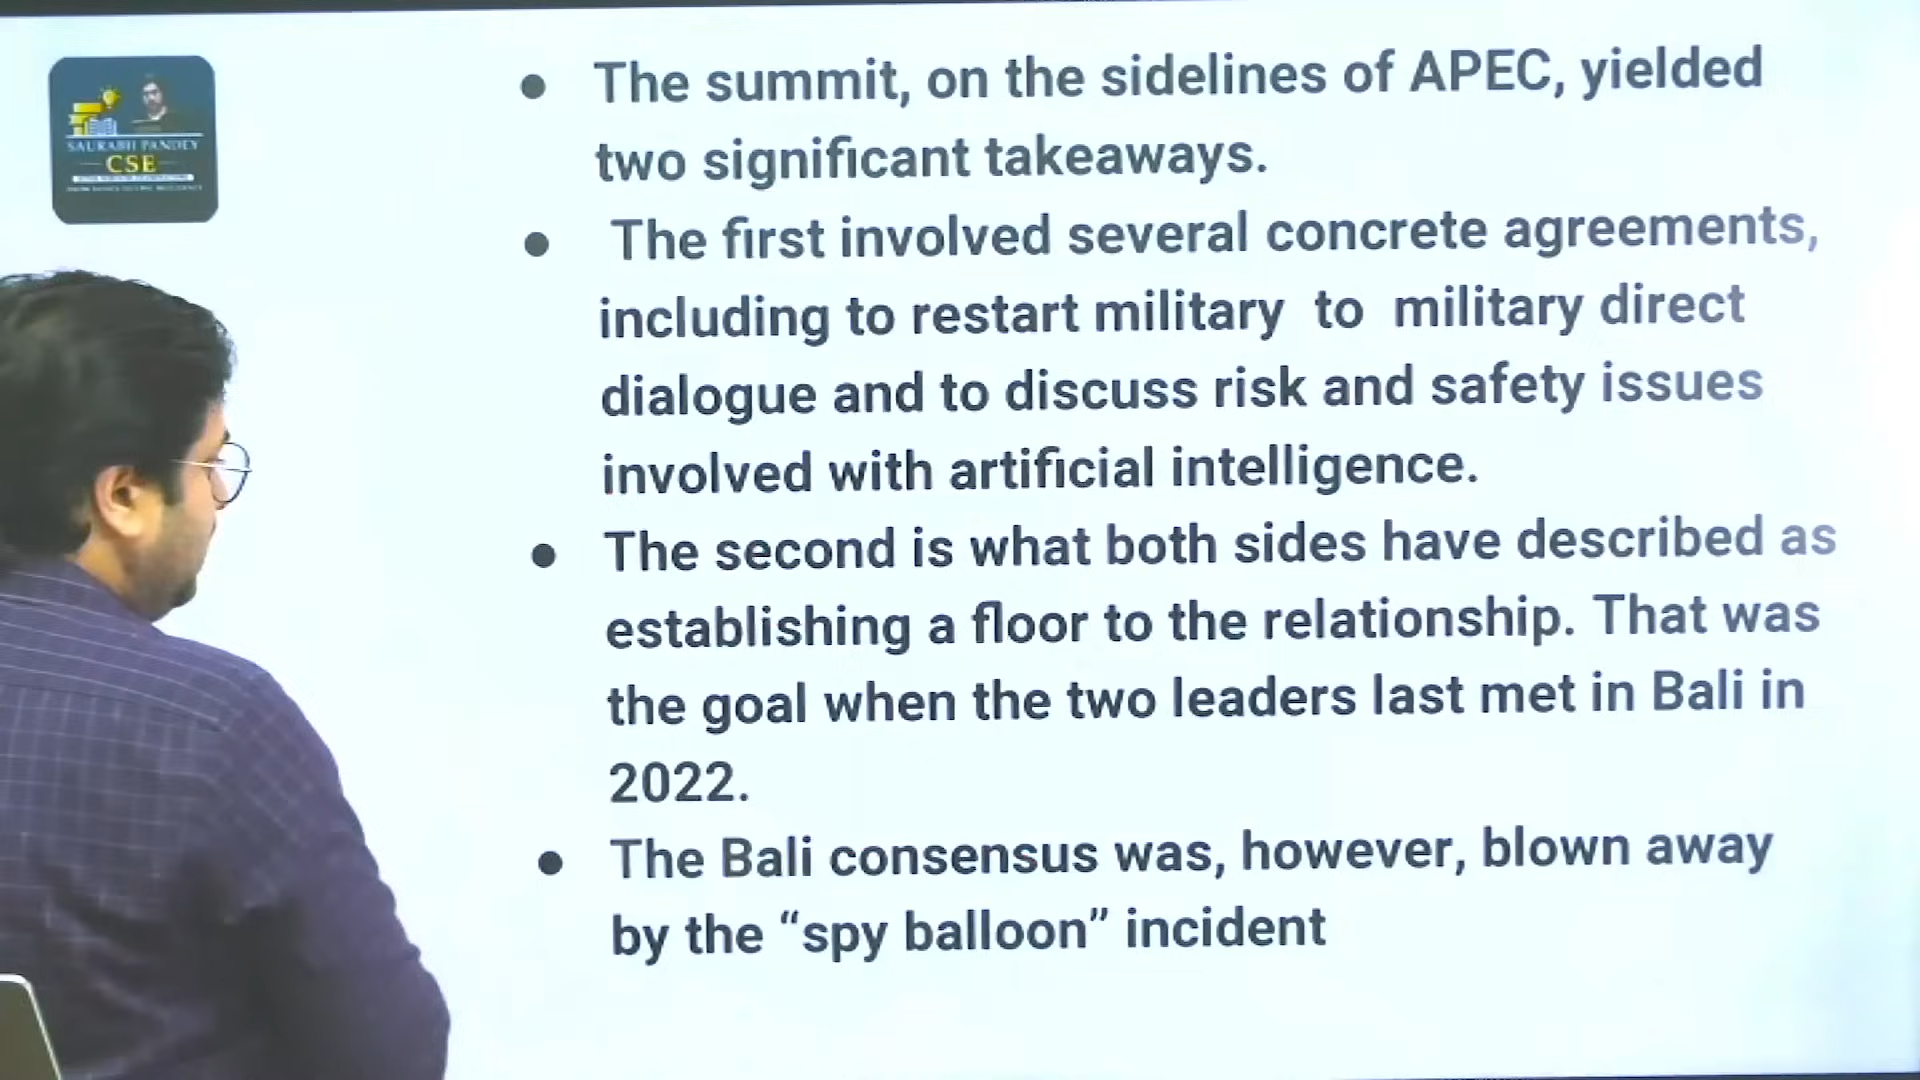 SAURABH PANDEY
CSE
● The summit, on the sidelines of APEC, yielded
two significant takeaways.
● The first involved several concrete agreements,
including to restart military to military direct
dialogue and to discuss risk and safety issues
involved with artificial intelligence.
● The second is what both sides have described as
establishing a floor to the relationship. That was
the goal when the two leaders last met in Bali in
2022.
● The Bali consensus was, however, blown away
by the “spy balloon” incident